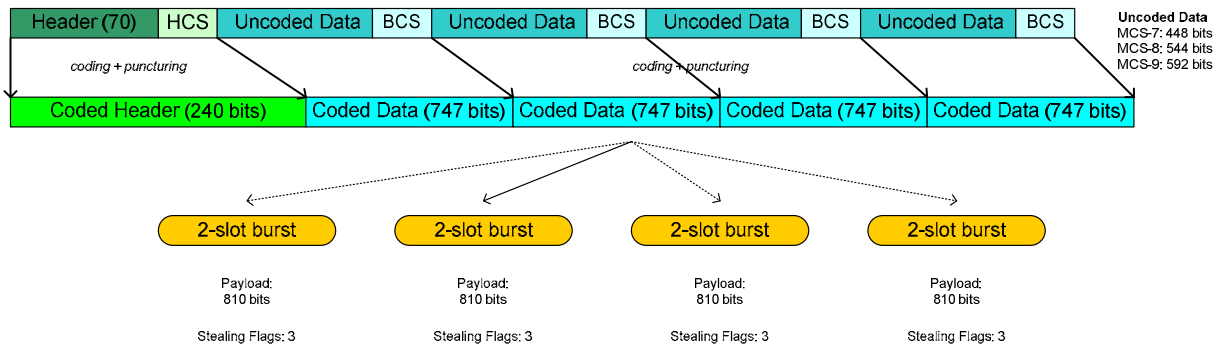 Header (70) HCS Uncoded Data BCS Uncoded Data BCS Uncoded Data BCS Uncoded Data BCS
Uncoded Data
MCS-7: 448 bits
MCS-8: 544 bits
MCS-9: 592 bits
coding + puncturing coding + puncturing
Coded Header (240 bits) Coded Data (747 bits) Coded Data (747 bits) Coded Data (747 bits) Coded Data (747 bits)
2-slot burst 2-slot burst 2-slot burst 2-slot burst
Payload: Payload: Payload: Payload:
810 bits 810 bits 810 bits 810 bits
Stealing Flags: 3 Stealing Flags: 3 Stealing Flags: 3 Stealing Flags: 3